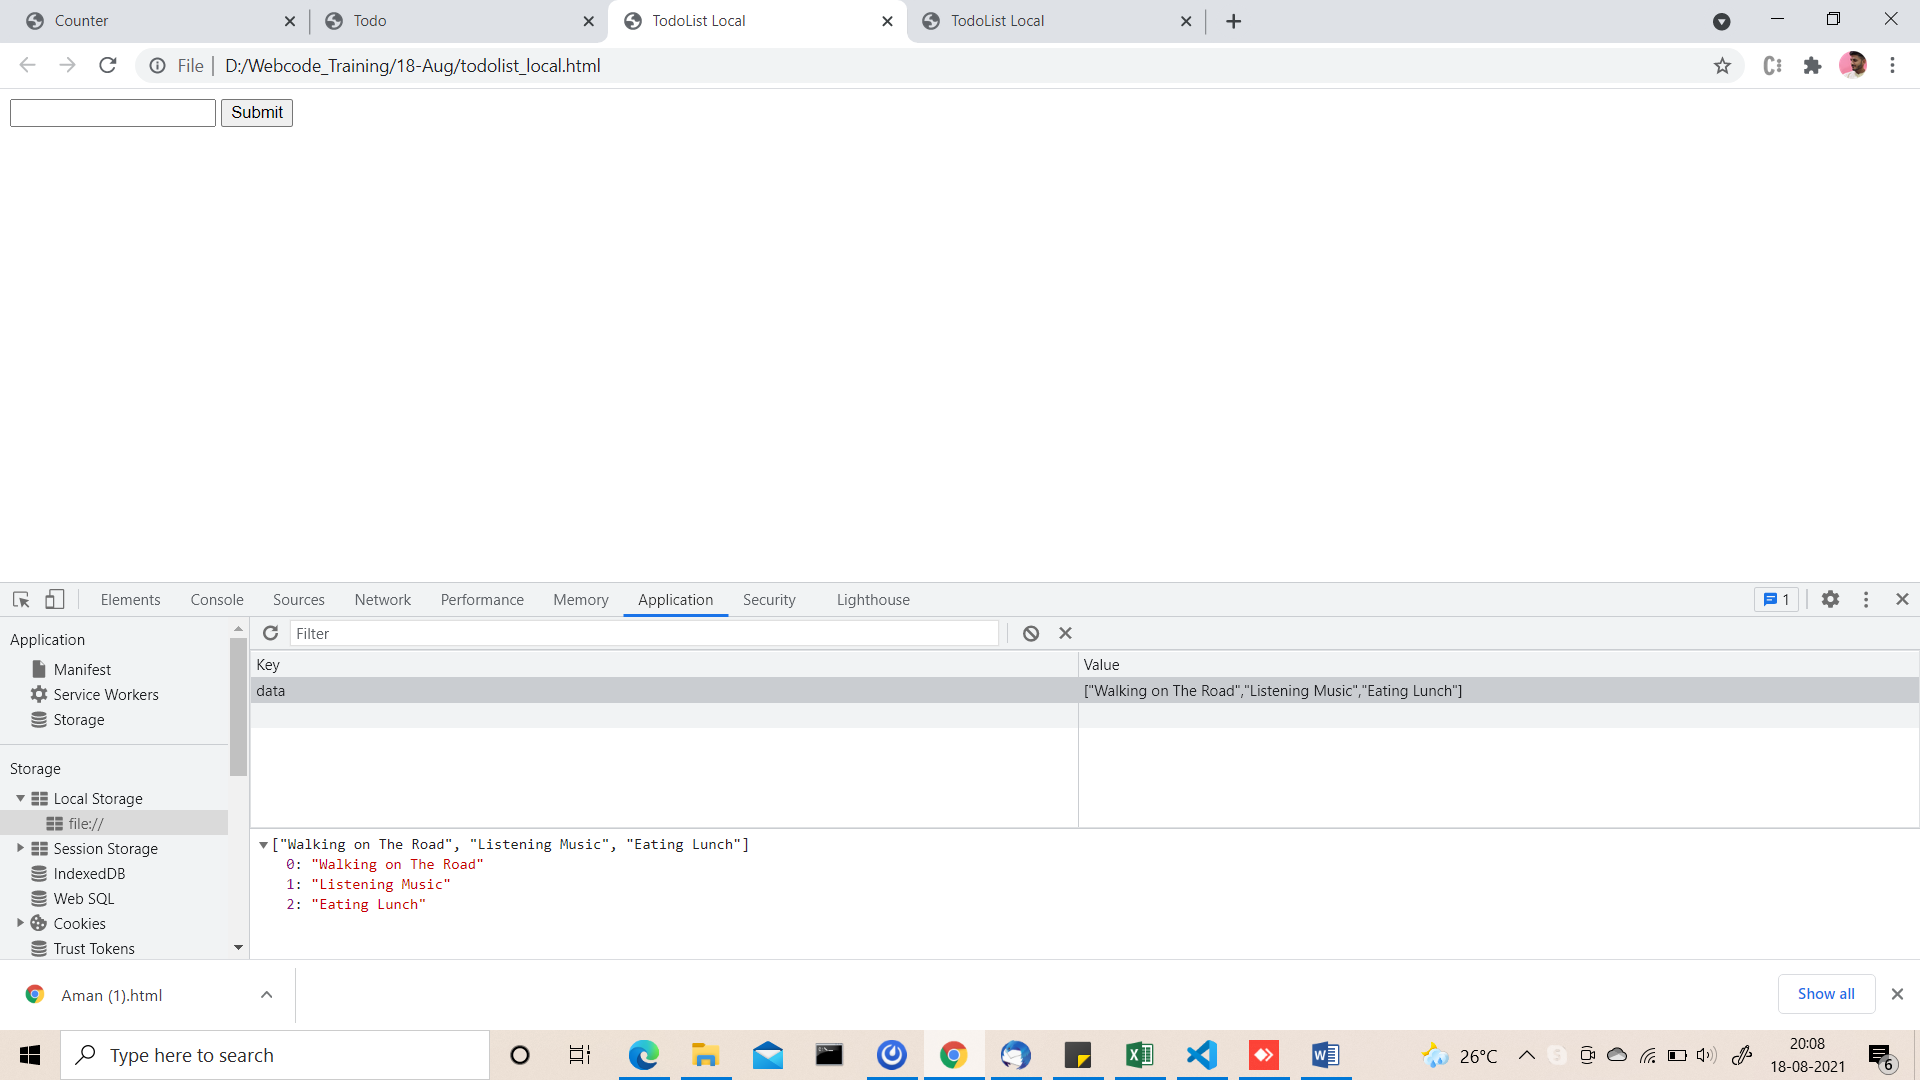 Counter
Todo
TodoList Local
TodoList Local
File
D:/Webcode_Training/18-Aug/todolist_local.html
Submit
Elements
Console
Sources
Network
Performance
Memory
Application
Security
Lighthouse
1
Application
Manifest
Service Workers
Storage
Storage
Local Storage
file://
Session Storage
IndexedDB
Web SQL
Cookies
Trust Tokens
Filter
Key
Value
data
["Walking on The Road","Listening Music","Eating Lunch"]
["Walking on The Road", "Listening Music", "Eating Lunch"]
0: "Walking on The Road"
1: "Listening Music"
2: "Eating Lunch"
Aman (1).html
Show all
Type here to search
26°C
20:08
18-08-2021
6